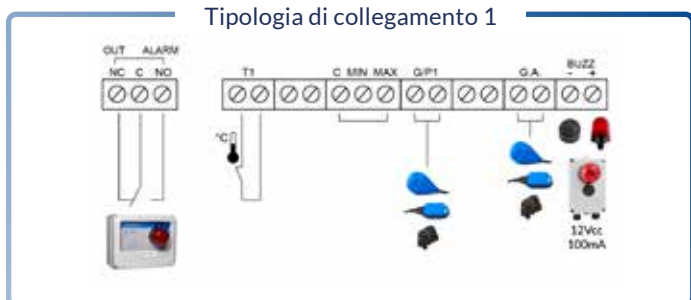 Tipologia di collegamento 1
OUT ALARM
NC C NO
T1
C MIN MAX
G/P1
G.A.
BUZZ
- +
°C
12Vcc
100mA